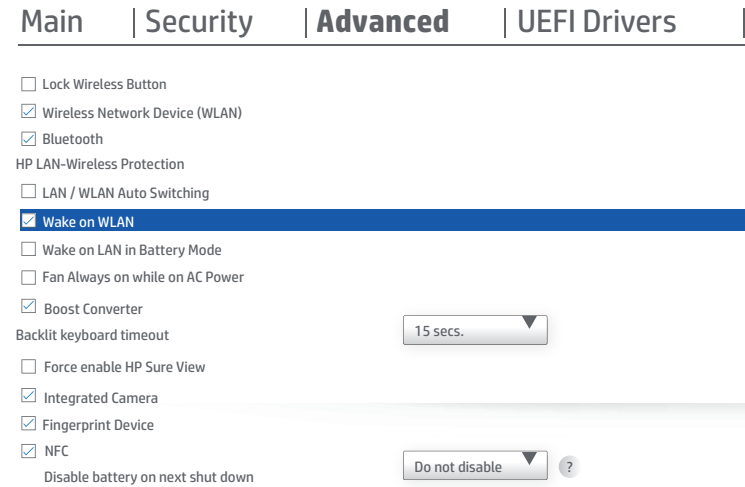 Main Security Advanced UEFI Drivers
Lock Wireless Button
Wireless Network Device (WLAN)
Bluetooth
HP LAN-Wireless Protection
LAN / WLAN Auto Switching
Wake on WLAN
Wake on LAN in Battery Mode
Fan Always on while on AC Power
Boost Converter
Backlit keyboard timeout 15 secs.
Force enable HP Sure View
Integrated Camera
Fingerprint Device
NFC
Disable battery on next shut down Do not disable ?